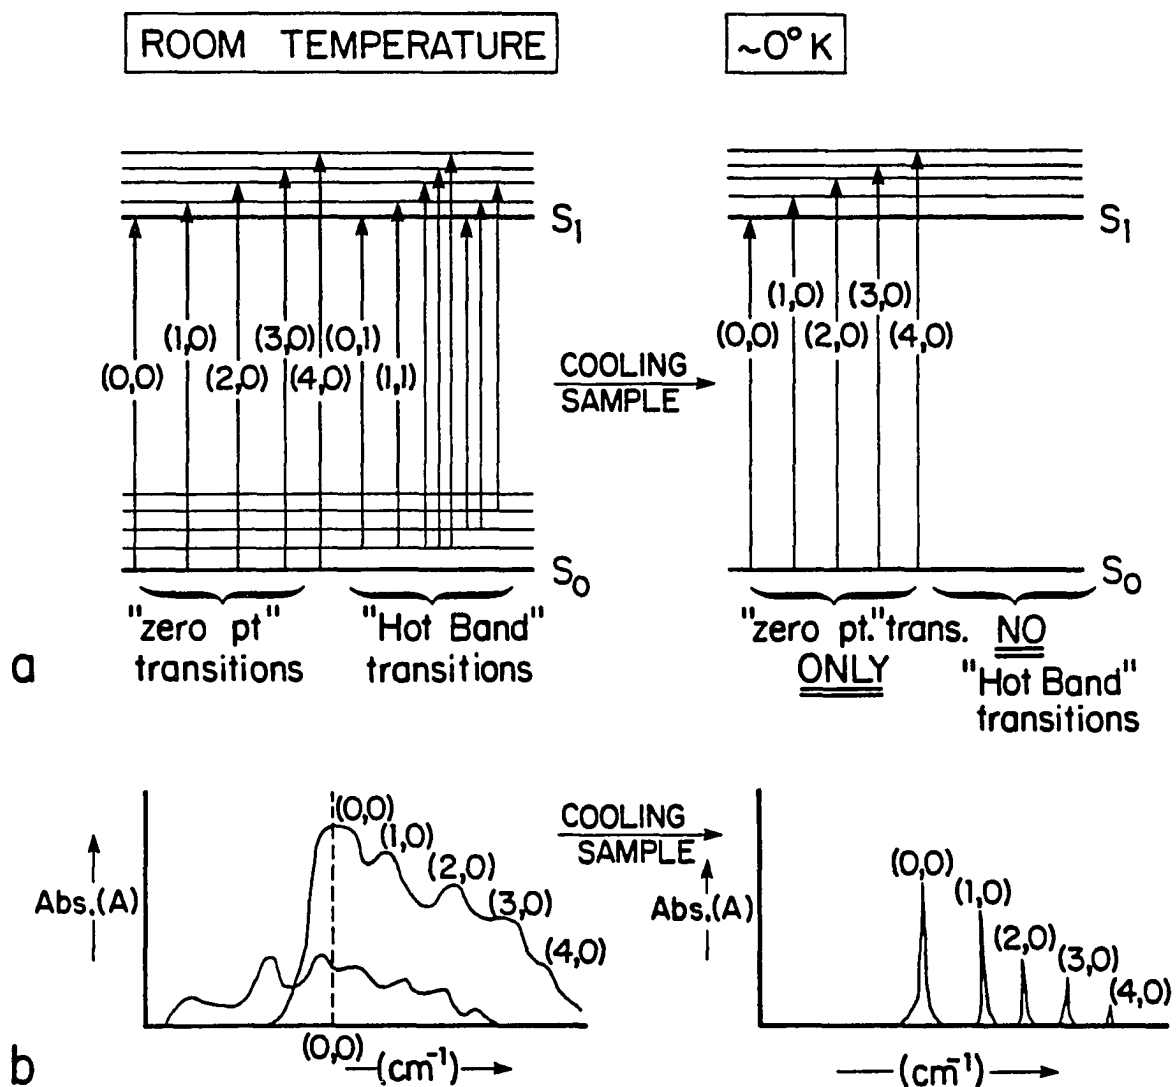 ROOM TEMPERATURE
~0° K
S1
S1
(1,0)
(3,0)
(0,0)
(2,0)
(4,0)
(1,0)
(3,0)
(0,1)
(0,0)
(2,0)
(4,0)
(1,1)
COOLING
SAMPLE
S0
S0
"zero pt"
transitions
"Hot Band"
transitions
"zero pt." trans.
ONLY
NO
"Hot Band"
transitions
a
(0,0)
(1,0)
(2,0)
(3,0)
(4,0)
Abs.(A)
(0,0)
(cm⁻¹)
COOLING
SAMPLE
Abs.(A)
(0,0)
(1,0)
(2,0)
(3,0)
(4,0)
(cm⁻¹)
b